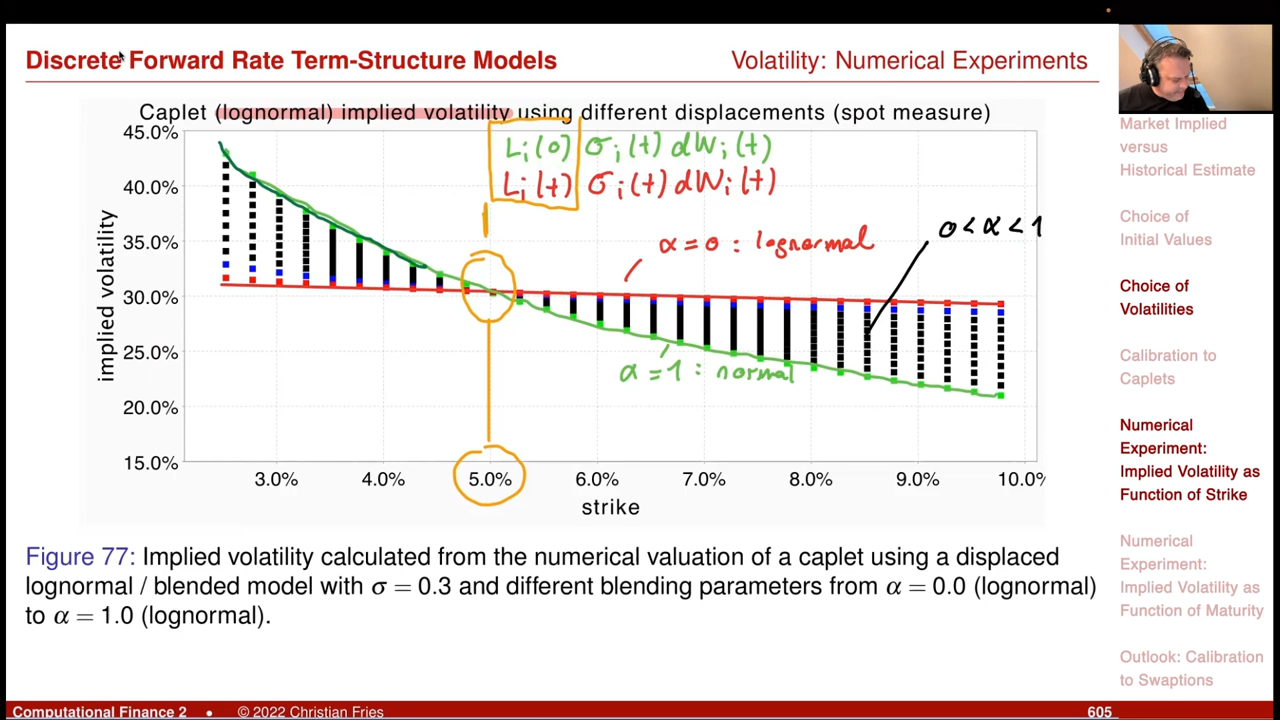 Discrete Forward Rate Term-Structure Models
Volatility: Numerical Experiments
Caplet (lognormal) implied volatility using different displacements (spot measure)
45.0%
40.0%
35.0%
30.0%
25.0%
20.0%
15.0%
implied volatility
Li(0) σi(t) dWi(t)
Li(t) σi(t) dWi(t)
α = 0 : lognormal
0 < α < 1
α = 1 : normal
3.0% 4.0% 5.0% 6.0% 7.0% 8.0% 9.0% 10.0%
strike
Figure 77: Implied volatility calculated from the numerical valuation of a caplet using a displaced
lognormal / blended model with σ = 0.3 and different blending parameters from α = 0.0 (lognormal)
to α = 1.0 (lognormal).
Market Implied
versus
Historical Estimate
Choice of
Initial Values
Choice of
Volatilities
Calibration to
Caplets
Numerical
Experiment:
Implied Volatility as
Function of Strike
Numerical
Experiment:
Implied Volatility as
Function of Maturity
Outlook: Calibration
to Swaptions
Computational Finance 2 • © 2022 Christian Fries
605